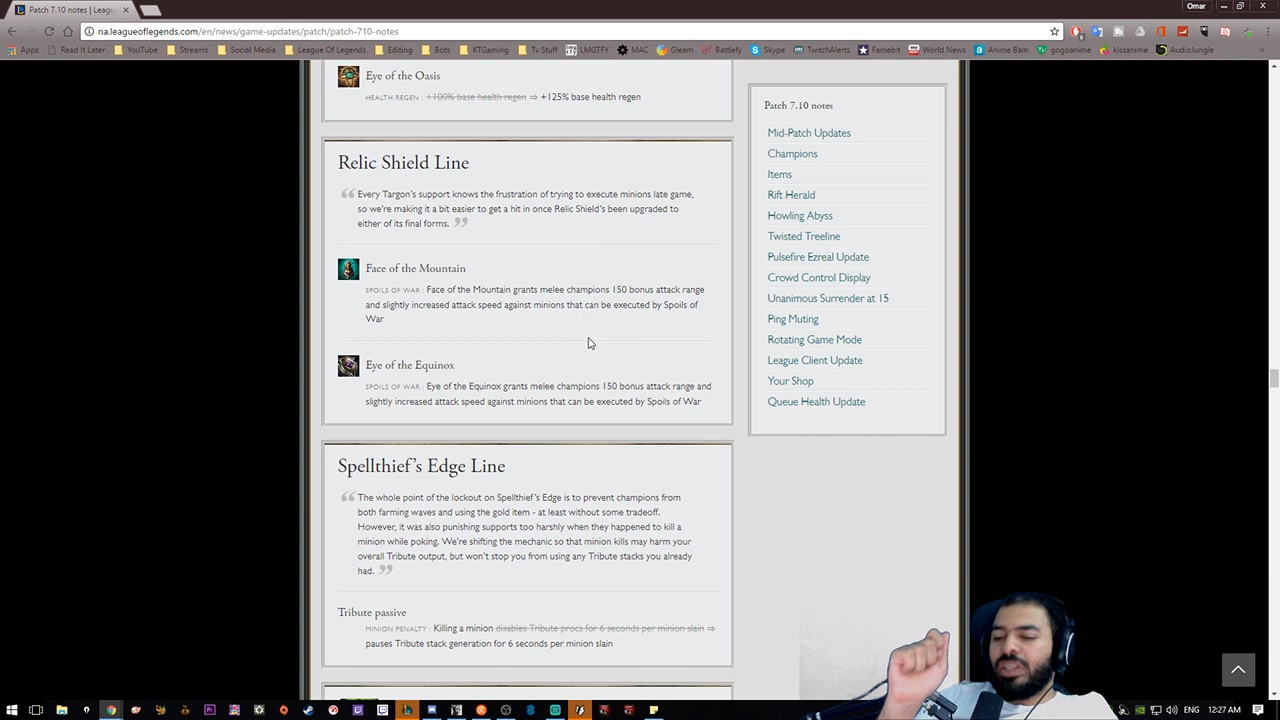 Patch 7.10 notes | Leagu
Omar
na.leagueoflegends.com/en/news/game-updates/patch/patch-710-notes
Apps Read It Later YouTube Streams Social Media League Of Legends Editing Bots KTGaming Tv Stuff LMGTFY MAC Gleam Battlefy Skype TwitchAlerts Famebit World News Anime Bam gogoanime kissanime AudioJungle
Eye of the Oasis
HEALTH REGEN : +100% base health regen ⇒ +125% base health regen
Relic Shield Line
Every Targon's support knows the frustration of trying to execute minions late game,
so we're making it a bit easier to get a hit in once Relic Shield's been upgraded to
either of its final forms.
Face of the Mountain
SPOILS OF WAR : Face of the Mountain grants melee champions 150 bonus attack range
and slightly increased attack speed against minions that can be executed by Spoils of
War
Eye of the Equinox
SPOILS OF WAR : Eye of the Equinox grants melee champions 150 bonus attack range and
slightly increased attack speed against minions that can be executed by Spoils of War
Spellthief's Edge Line
The whole point of the lockout on Spellthief's Edge is to prevent champions from
both farming waves and using the gold item - at least without some tradeoff.
However, it was also punishing supports too harshly when they happened to kill a
minion while poking. We're shifting the mechanic so that minion kills may harm your
overall Tribute output, but won't stop you from using any Tribute stacks you already
had.
Tribute passive
MINION PENALTY : Killing a minion disables Tribute procs for 6 seconds per minion slain ⇒
pauses Tribute stack generation for 6 seconds per minion slain
Patch 7.10 notes
Mid-Patch Updates
Champions
Items
Rift Herald
Howling Abyss
Twisted Treeline
Pulsefire Ezreal Update
Crowd Control Display
Unanimous Surrender at 15
Ping Muting
Rotating Game Mode
League Client Update
Your Shop
Queue Health Update
ENG 12:27 AM